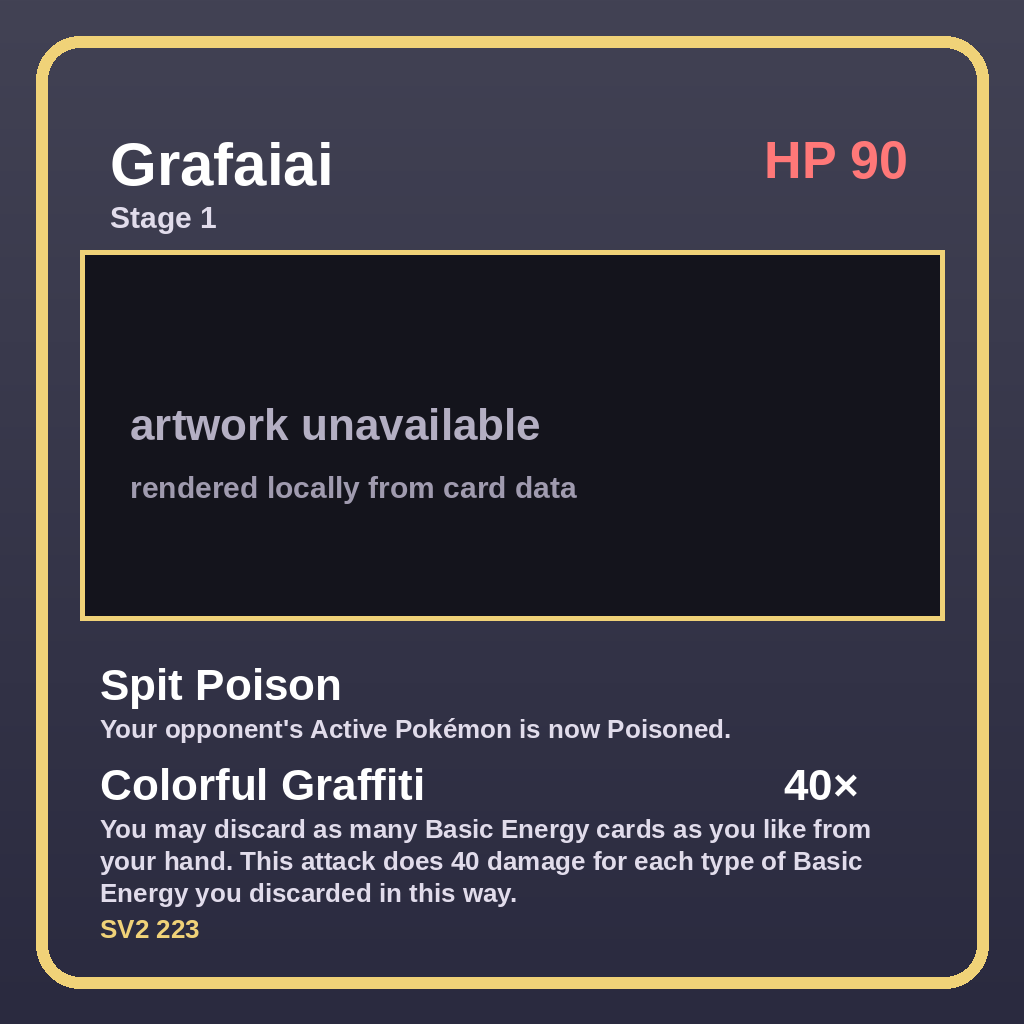 Grafaiai
HP 90
Stage 1
artwork unavailable
rendered locally from card data
Spit Poison
Your opponent's Active Pokémon is now Poisoned.
Colorful Graffiti
40×
You may discard as many Basic Energy cards as you like from
your hand. This attack does 40 damage for each type of Basic
Energy you discarded in this way.
SV2 223